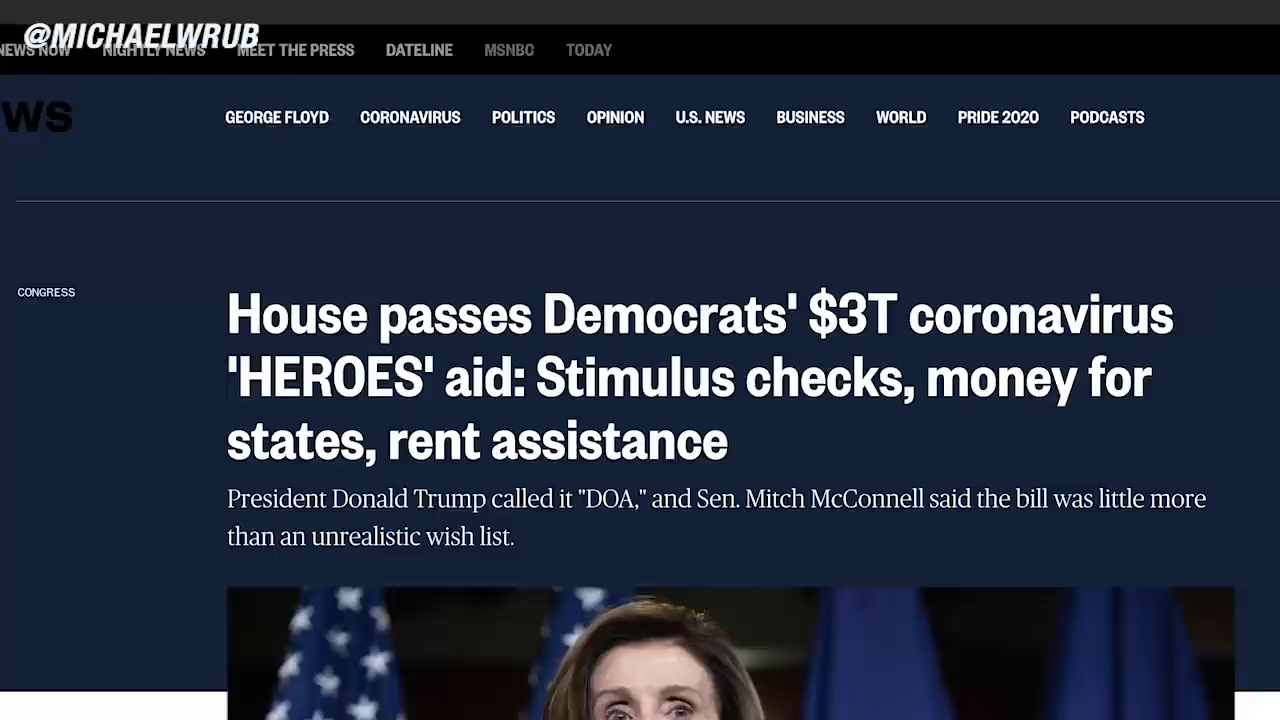 @MICHAELWRUB
NEWS NOW NIGHTLY NEWS MEET THE PRESS DATELINE MSNBC TODAY
WS
GEORGE FLOYD CORONAVIRUS POLITICS OPINION U.S. NEWS BUSINESS WORLD PRIDE 2020 PODCASTS
CONGRESS
House passes Democrats' $3T coronavirus
'HEROES' aid: Stimulus checks, money for
states, rent assistance
President Donald Trump called it "DOA," and Sen. Mitch McConnell said the bill was little more
than an unrealistic wish list.